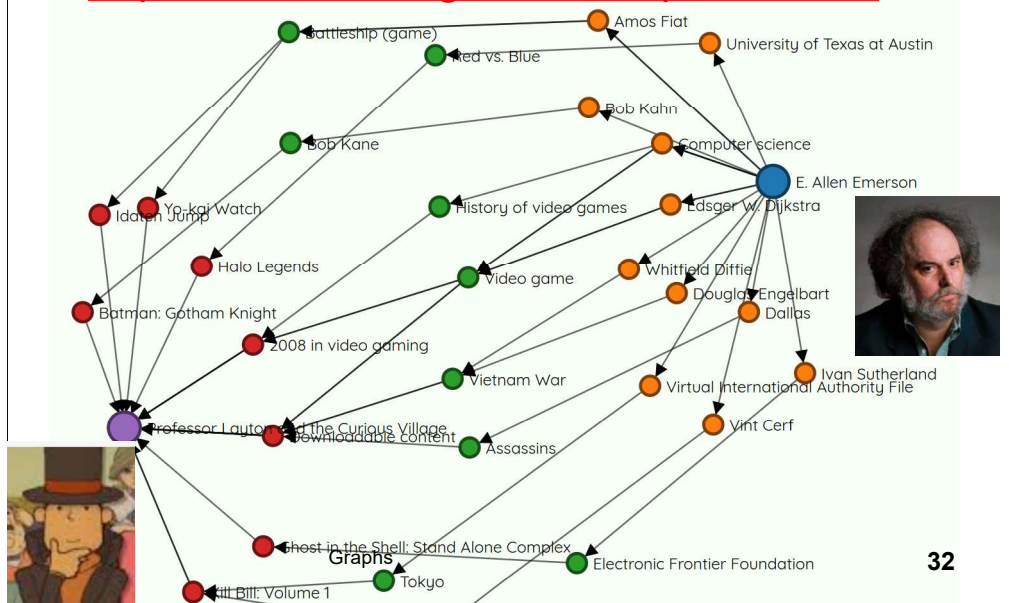 Amos Fiat
Battleship (game)
University of Texas at Austin
Red vs. Blue
Bob Kahn
Bob Kane
Computer science
E. Allen Emerson
Edsger W. Dijkstra
History of video games
Yo-kai Watch
Idaten Jump
Halo Legends
Whitfield Diffie
Video game
Douglas Engelbart
Batman: Gotham Knight
Dallas
2008 in video gaming
Ivan Sutherland
Vietnam War
Virtual International Authority File
Vint Cerf
Professor Layton and the Curious Village
Downloadable content
Assassins
Ghost in the Shell: Stand Alone Complex
Graphs
32
Electronic Frontier Foundation
Tokyo
Kill Bill: Volume 1